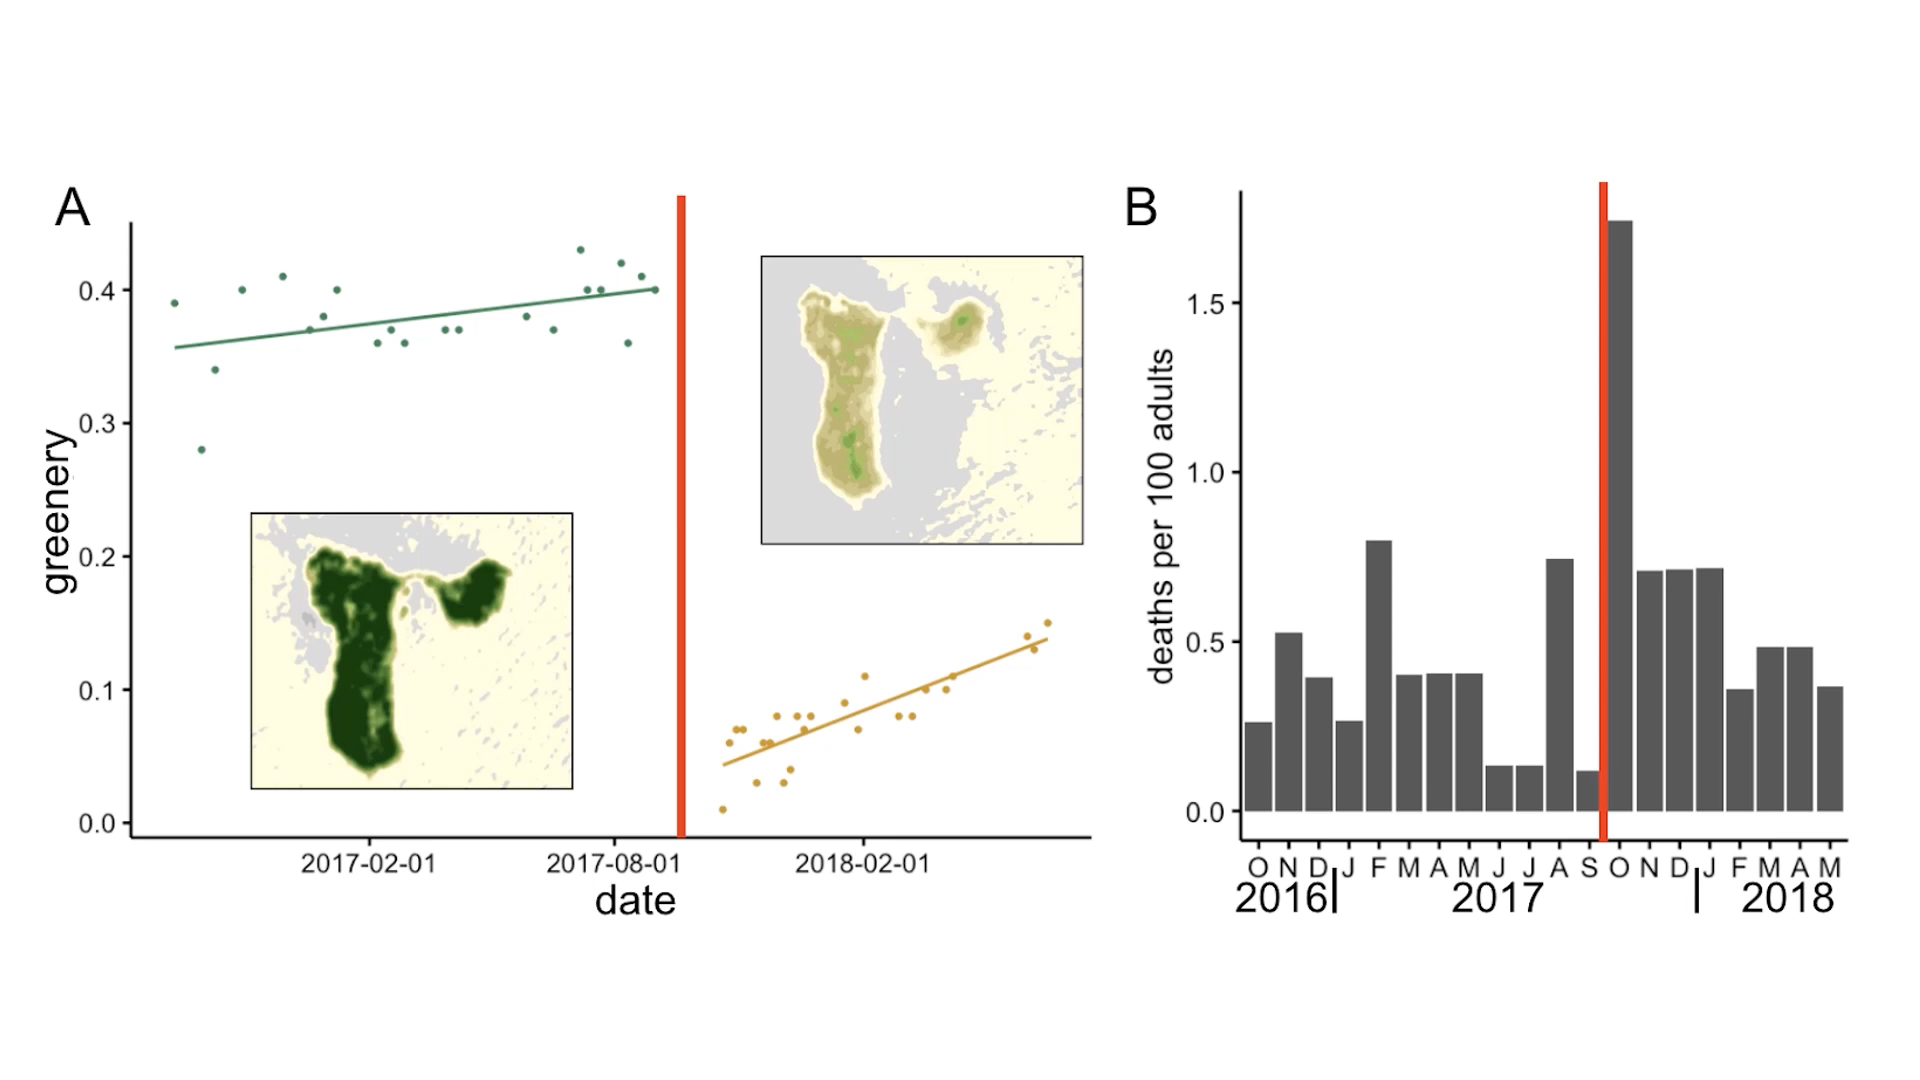 A
greenery
0.4
0.3
0.2
0.1
0.0
2017-02-01 2017-08-01 2018-02-01
date
B
deaths per 100 adults
1.5
1.0
0.5
0.0
O N D J F M A M J J A S O N D J F M A M
2016 2017 2018